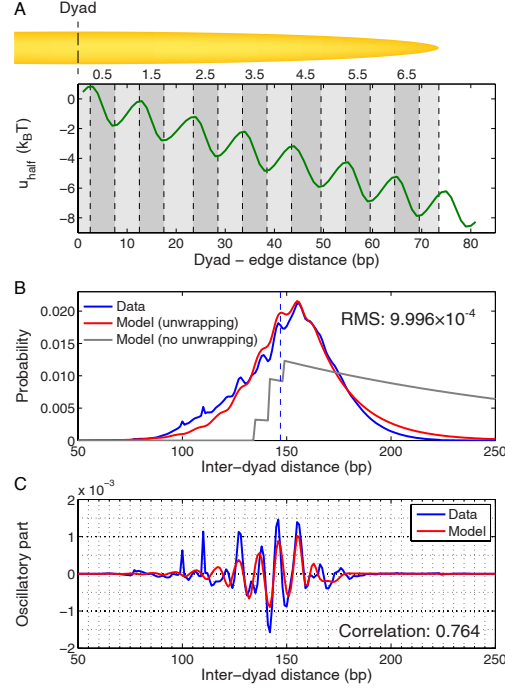 A
Dyad
0.5 1.5 2.5 3.5 4.5 5.5 6.5
0
−2
−4
−6
−8
u_half (k_BT)
0 10 20 30 40 50 60 70 80
Dyad − edge distance (bp)
B
0.020
0.015
0.010
0.005
0
Probability
Data
Model (unwrapping)
Model (no unwrapping)
RMS: 9.996×10^-4
50 100 150 200 250
Inter−dyad distance (bp)
C
x 10^−3
2
1
0
−1
−2
Oscillatory part
Data
Model
Correlation: 0.764
50 100 150 200 250
Inter−dyad distance (bp)